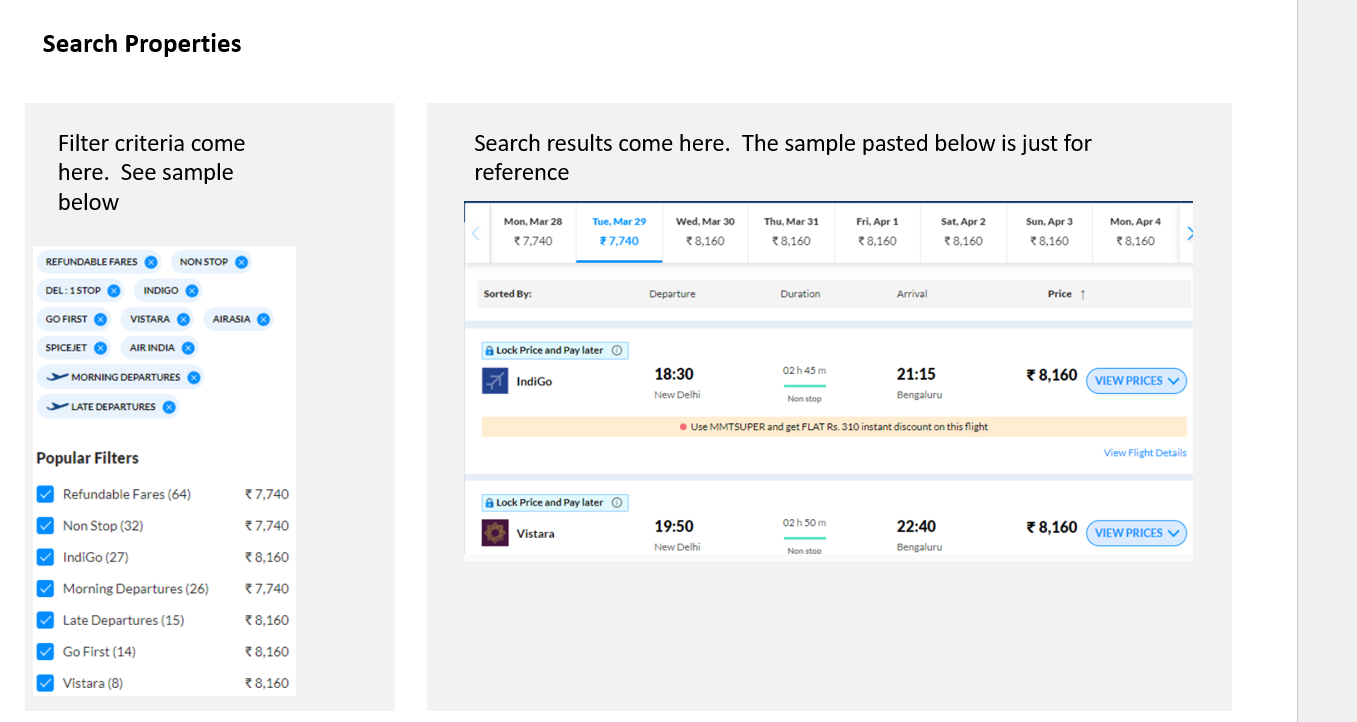 Search Properties
Filter criteria come
here.  See sample
below
REFUNDABLE FARES
NON STOP
DEL : 1 STOP
INDIGO
GO FIRST
VISTARA
AIRASIA
SPICEJET
AIR INDIA
MORNING DEPARTURES
LATE DEPARTURES
Popular Filters
Refundable Fares (64) ₹ 7,740
Non Stop (32) ₹ 7,740
IndiGo (27) ₹ 8,160
Morning Departures (26) ₹ 7,740
Late Departures (15) ₹ 8,160
Go First (14) ₹ 8,160
Vistara (8) ₹ 8,160
Search results come here.  The sample pasted below is just for
reference
Mon, Mar 28 Tue, Mar 29 Wed, Mar 30 Thu, Mar 31 Fri, Apr 1 Sat, Apr 2 Sun, Apr 3 Mon, Apr 4
₹ 7,740 ₹ 7,740 ₹ 8,160 ₹ 8,160 ₹ 8,160 ₹ 8,160 ₹ 8,160 ₹ 8,160
Sorted By: Departure Duration Arrival Price ↑
Lock Price and Pay later
IndiGo 18:30 02 h 45 m 21:15 ₹ 8,160 VIEW PRICES
New Delhi Non stop Bengaluru
Use MMTSUPER and get FLAT Rs. 310 instant discount on this flight
View Flight Details
Lock Price and Pay later
Vistara 19:50 02 h 50 m 22:40 ₹ 8,160 VIEW PRICES
New Delhi Non stop Bengaluru